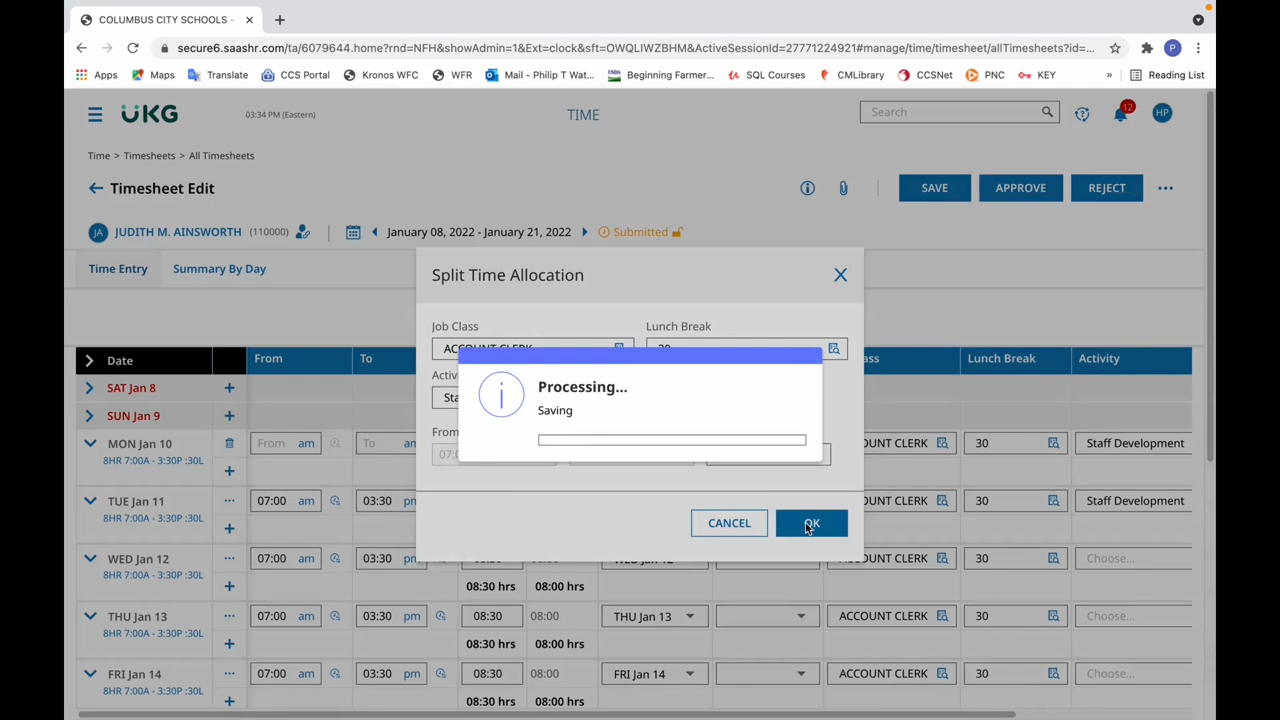 COLUMBUS CITY SCHOOLS -
secure6.saashr.com/ta/6079644.home?rnd=NFH&showAdmin=1&Ext=clock&sft=OWQLIWZBHM&ActiveSessionId=27771224921#manage/time/timesheet/allTimesheets?id=...
P
Apps Maps Translate CCS Portal Kronos WFC WFR Mail - Philip T Wat... Beginning Farmer... SQL Courses CMLibrary CCSNet PNC KEY » Reading List
UKG 03:34 PM (Eastern) TIME Search 12 HP
Time > Timesheets > All Timesheets
Timesheet Edit SAVE APPROVE REJECT
JA JUDITH M. AINSWORTH (110000) January 08, 2022 - January 21, 2022 Submitted
Time Entry Summary By Day
Split Time Allocation
Job Class Lunch Break
ACCOUNT CLERK 30
Activ
Sta
From
07:
Processing...
Saving
CANCEL OK
Date From To ass Lunch Break Activity
SAT Jan 8
SUN Jan 9
MON Jan 10 From am To am OUNT CLERK 30 Staff Development
8HR 7:00A - 3:30P :30L
TUE Jan 11 07:00 am 03:30 pm OUNT CLERK 30 Staff Development
8HR 7:00A - 3:30P :30L
WED Jan 12 07:00 am 03:30 pm 08:30 08:00 WED Jan 12 ACCOUNT CLERK 30 Choose...
8HR 7:00A - 3:30P :30L 08:30 hrs 08:00 hrs
THU Jan 13 07:00 am 03:30 pm 08:30 08:00 THU Jan 13 ACCOUNT CLERK 30 Choose...
8HR 7:00A - 3:30P :30L 08:30 hrs 08:00 hrs
FRI Jan 14 07:00 am 03:30 pm 08:30 08:00 FRI Jan 14 ACCOUNT CLERK 30 Choose...
8HR 7:00A - 3:30P :30L 08:30 hrs 08:00 hrs